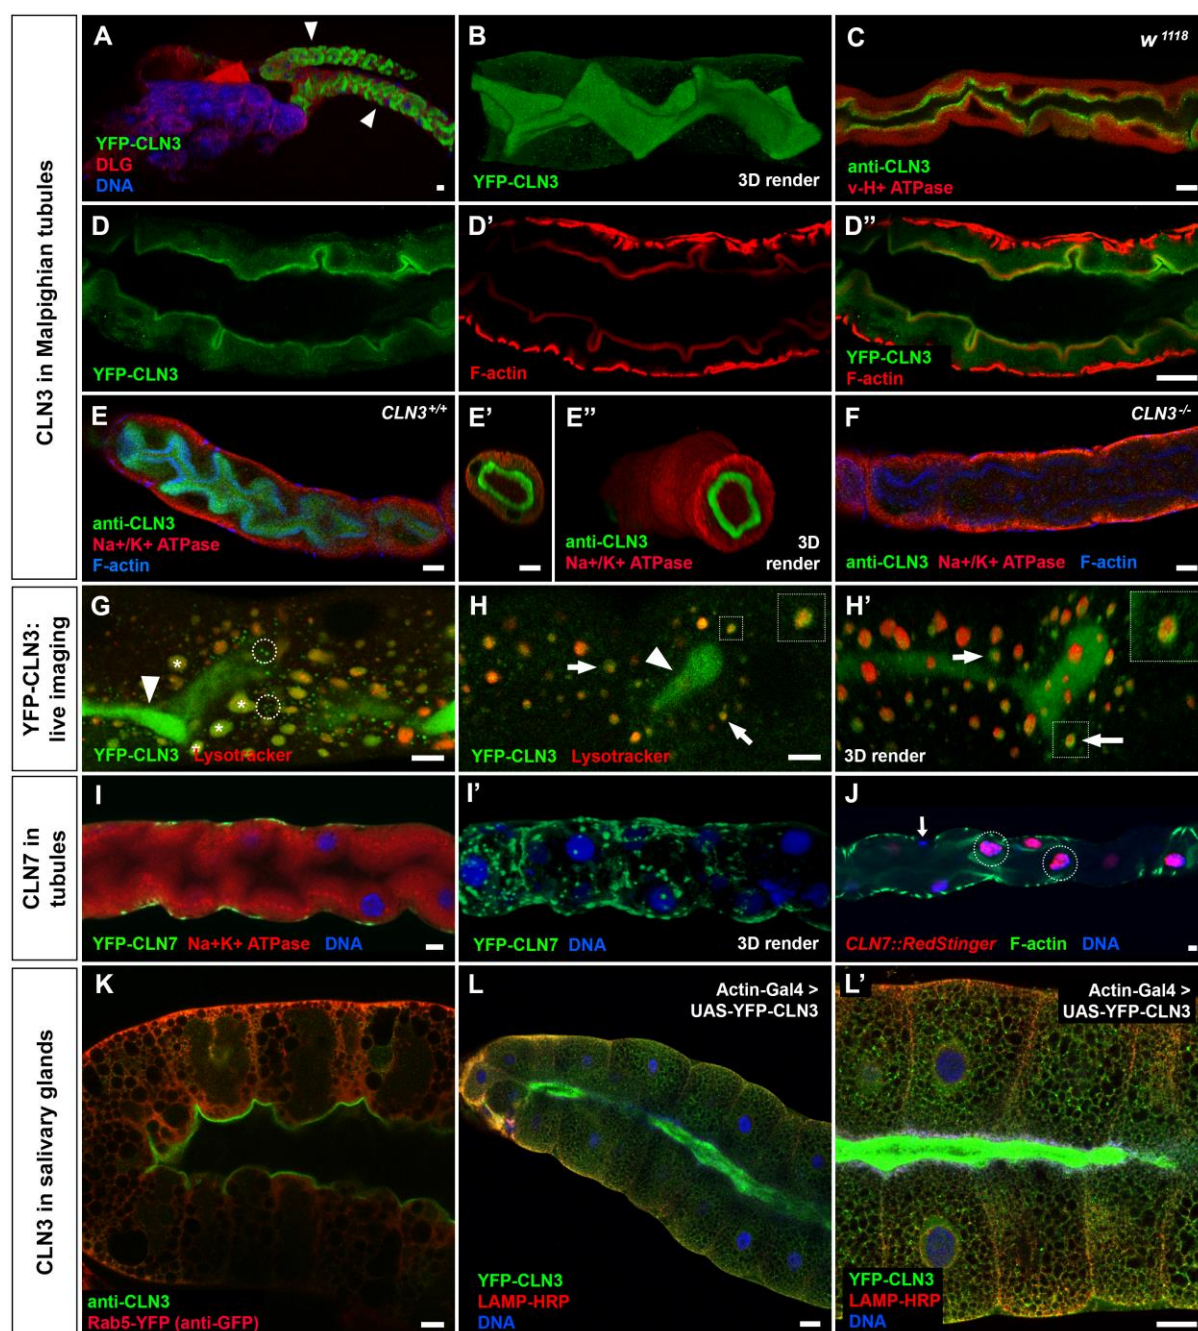 CLN3 in Malpighian tubules
A
YFP-CLN3
DLG
DNA
B
YFP-CLN3
3D render
C
w 1118
anti-CLN3
v-H+ ATPase
D
YFP-CLN3
D'
F-actin
D"
YFP-CLN3
F-actin
E
CLN3+/+
anti-CLN3
Na+/K+ ATPase
F-actin
E'
E"
anti-CLN3
Na+/K+ ATPase
3D
render
F
CLN3-/-
anti-CLN3 Na+/K+ ATPase F-actin
YFP-CLN3:
live imaging
G
YFP-CLN3 Lysotracker
H
YFP-CLN3 Lysotracker
H'
3D render
CLN7 in
tubules
I
YFP-CLN7 Na+K+ ATPase DNA
I'
YFP-CLN7 DNA 3D render
J
CLN7::RedStinger F-actin DNA
CLN3 in salivary glands
K
anti-CLN3
Rab5-YFP (anti-GFP)
L
Actin-Gal4 >
UAS-YFP-CLN3
YFP-CLN3
LAMP-HRP
DNA
L'
Actin-Gal4 >
UAS-YFP-CLN3
YFP-CLN3
LAMP-HRP
DNA